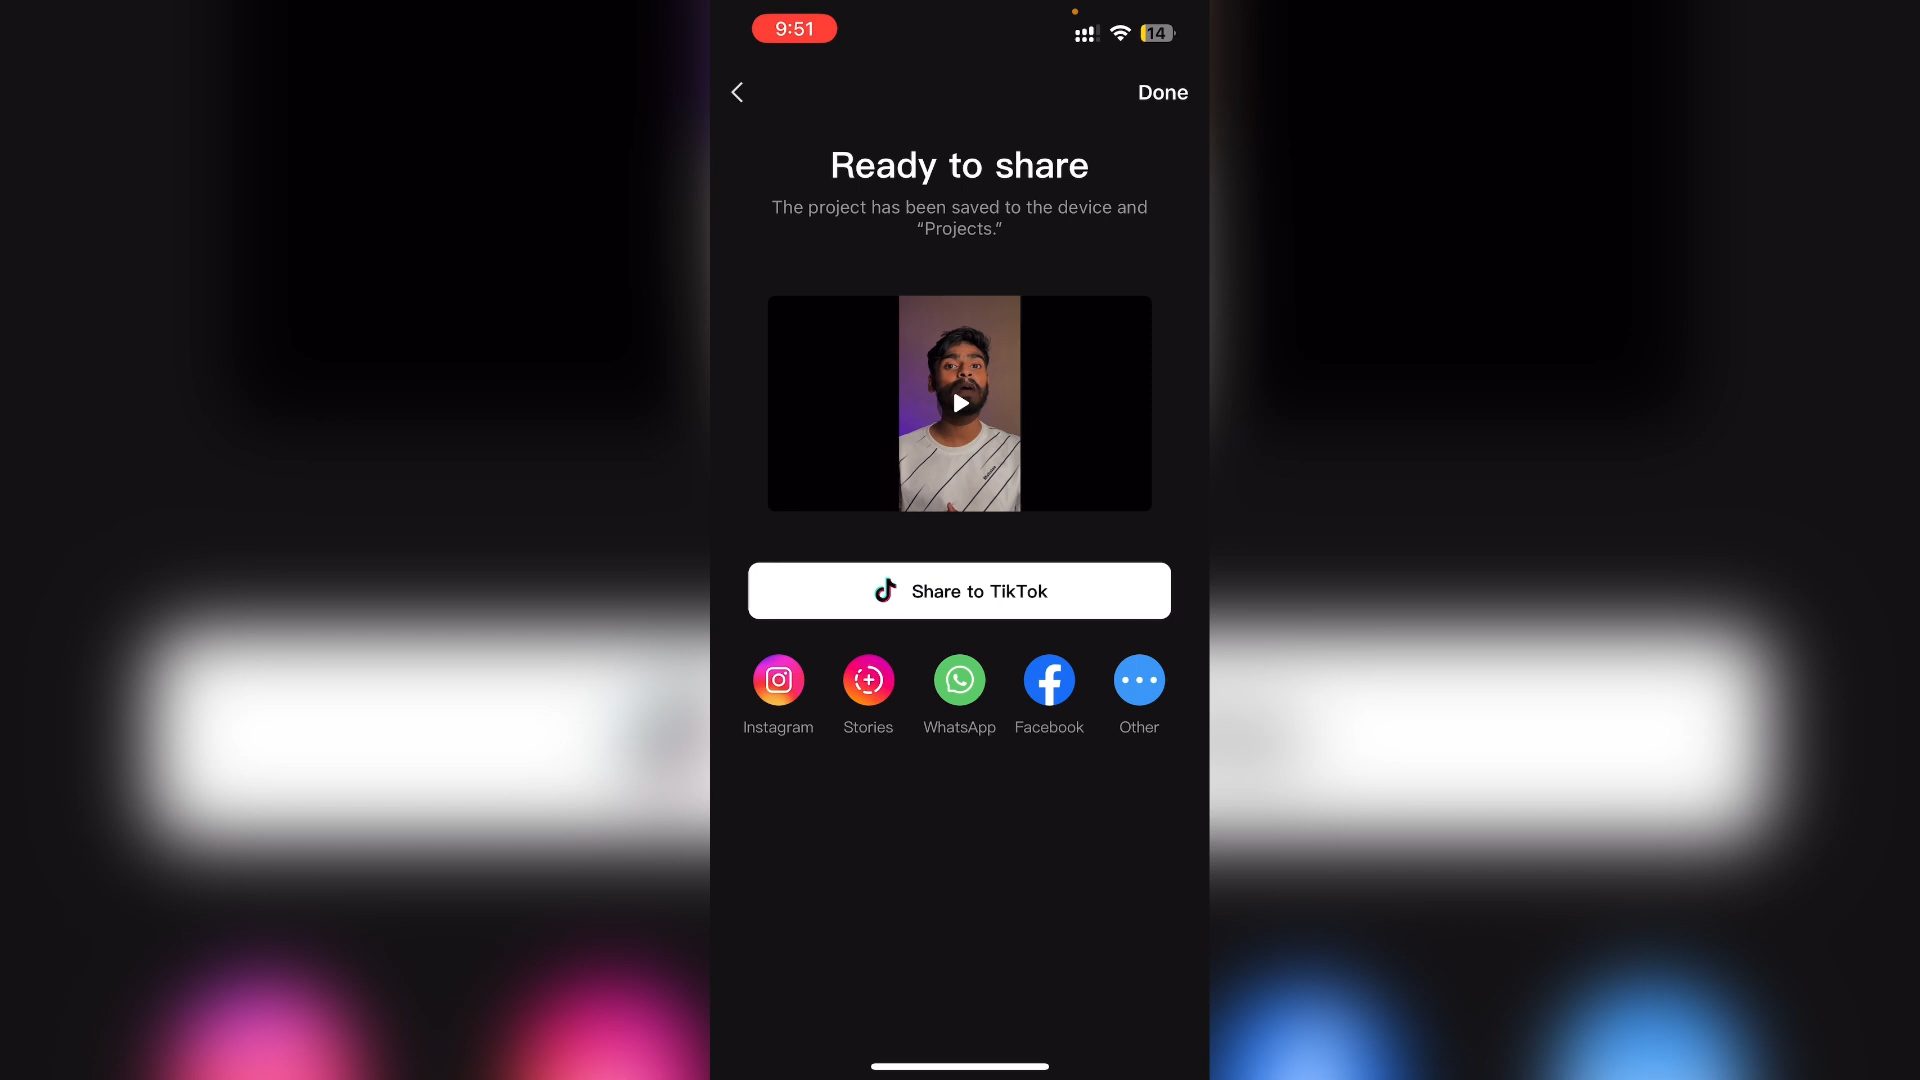 9:51
14
Done
Ready to share
The project has been saved to the device and
“Projects.”
Share to TikTok
Instagram
Stories
WhatsApp
Facebook
Other